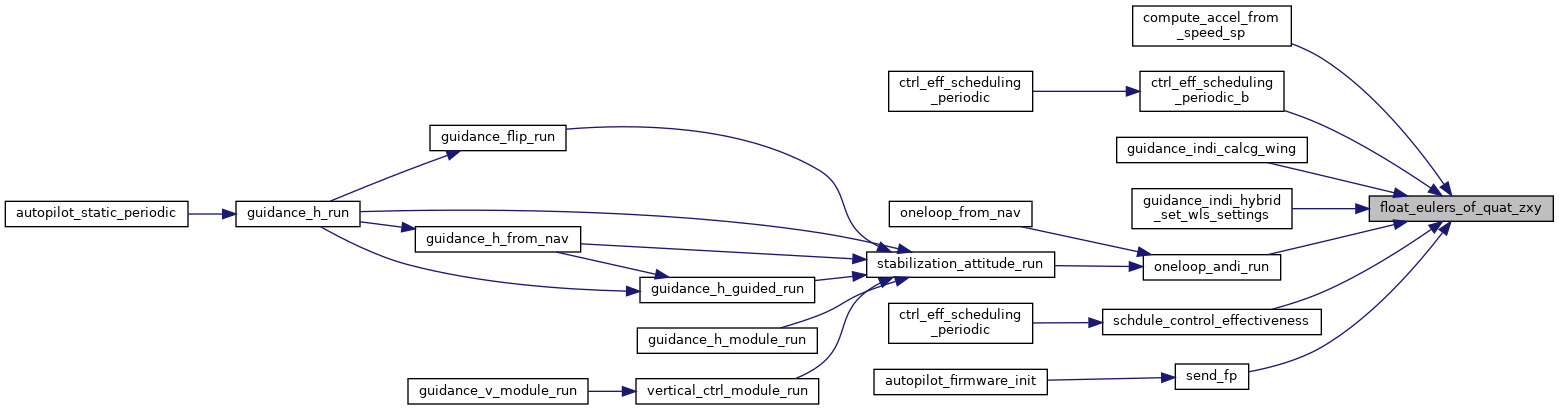 compute_accel_from
_speed_sp
ctrl_eff_scheduling
_periodic
ctrl_eff_scheduling
_periodic_b
guidance_flip_run
guidance_indi_calcg_wing
guidance_indi_hybrid
_set_wls_settings
float_eulers_of_quat_zxy
autopilot_static_periodic
guidance_h_run
oneloop_from_nav
guidance_h_from_nav
stabilization_attitude_run
oneloop_andi_run
guidance_h_guided_run
ctrl_eff_scheduling
_periodic
schdule_control_effectiveness
guidance_h_module_run
autopilot_firmware_init
send_fp
guidance_v_module_run
vertical_ctrl_module_run